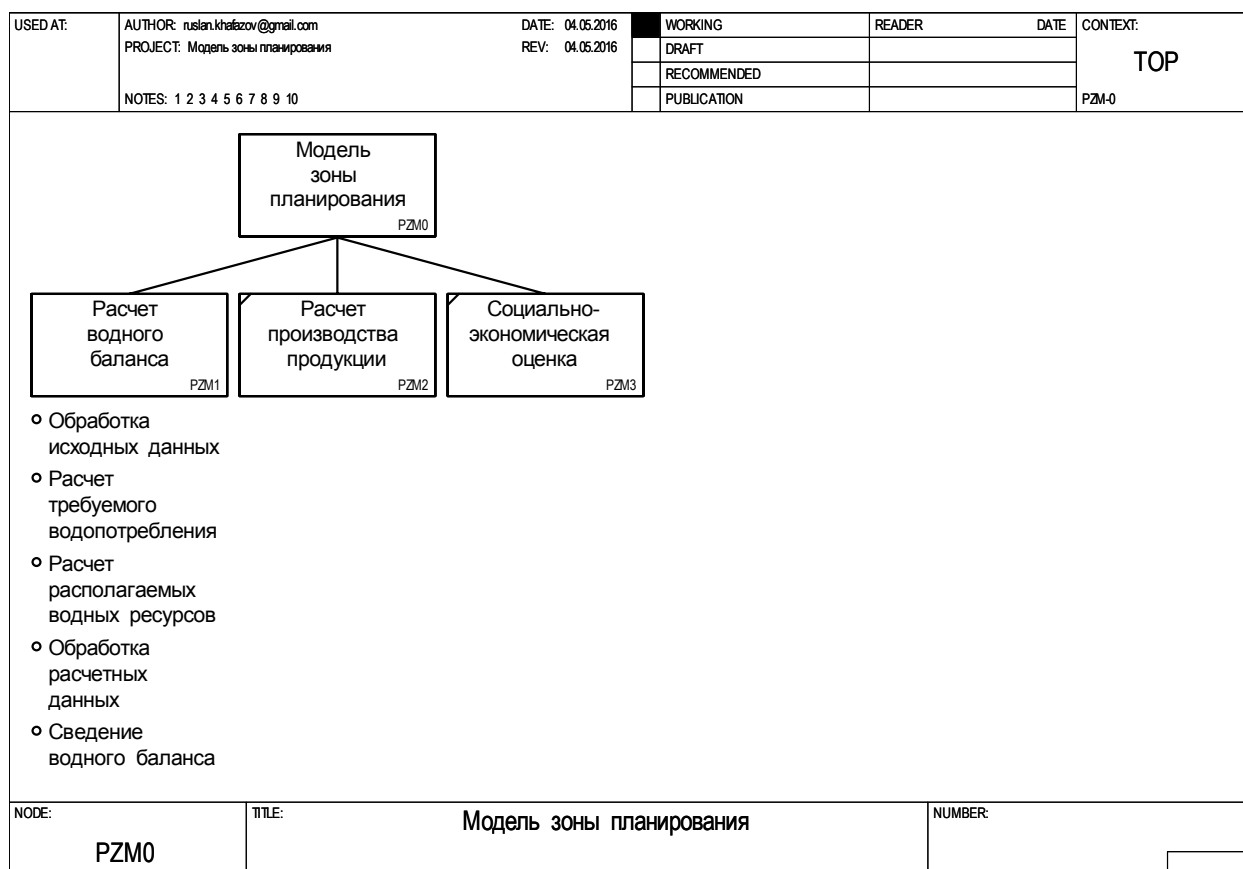 USED AT:
AUTHOR: ruslan.khafazov@gmail.com
DATE: 04.05.2016
PROJECT: Модель зоны планирования
REV: 04.05.2016
NOTES: 1 2 3 4 5 6 7 8 9 10
WORKING
DRAFT
RECOMMENDED
PUBLICATION
READER
DATE
CONTEXT:
TOP
PZM-0
Модель
зоны
планирования
PZM0
Расчет
водного
баланса
PZM1
Расчет
производства
продукции
PZM2
Социально-
экономическая
оценка
PZM3
Обработка
исходных данных
Расчет
требуемого
водопотребления
Расчет
располагаемых
водных ресурсов
Обработка
расчетных
данных
Сведение
водного баланса
NODE:
PZM0
TITLE:
Модель зоны планирования
NUMBER: